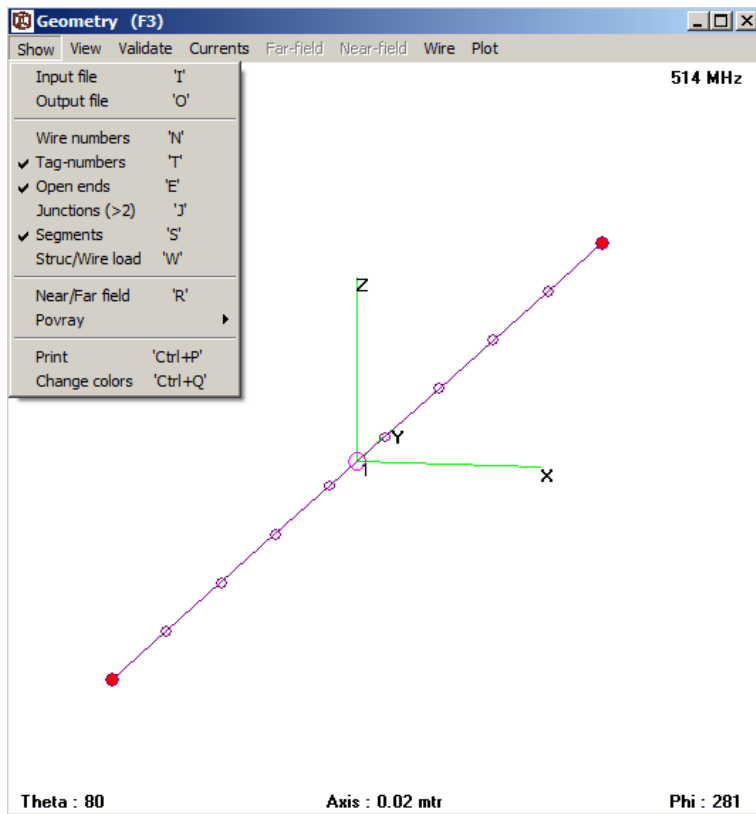 Geometry (F3)
Show View Validate Currents Far-field Near-field Wire Plot
Input file 'I'
Output file 'O'
Wire numbers 'N'
Tag-numbers 'T'
Open ends 'E'
Junctions (>2) 'J'
Segments 'S'
Struc/Wire load 'W'
Near/Far field 'R'
Povray
Print 'Ctrl+P'
Change colors 'Ctrl+Q'
514 MHz
Z
Y
1
X
Theta : 80 Axis : 0.02 mtr Phi : 281